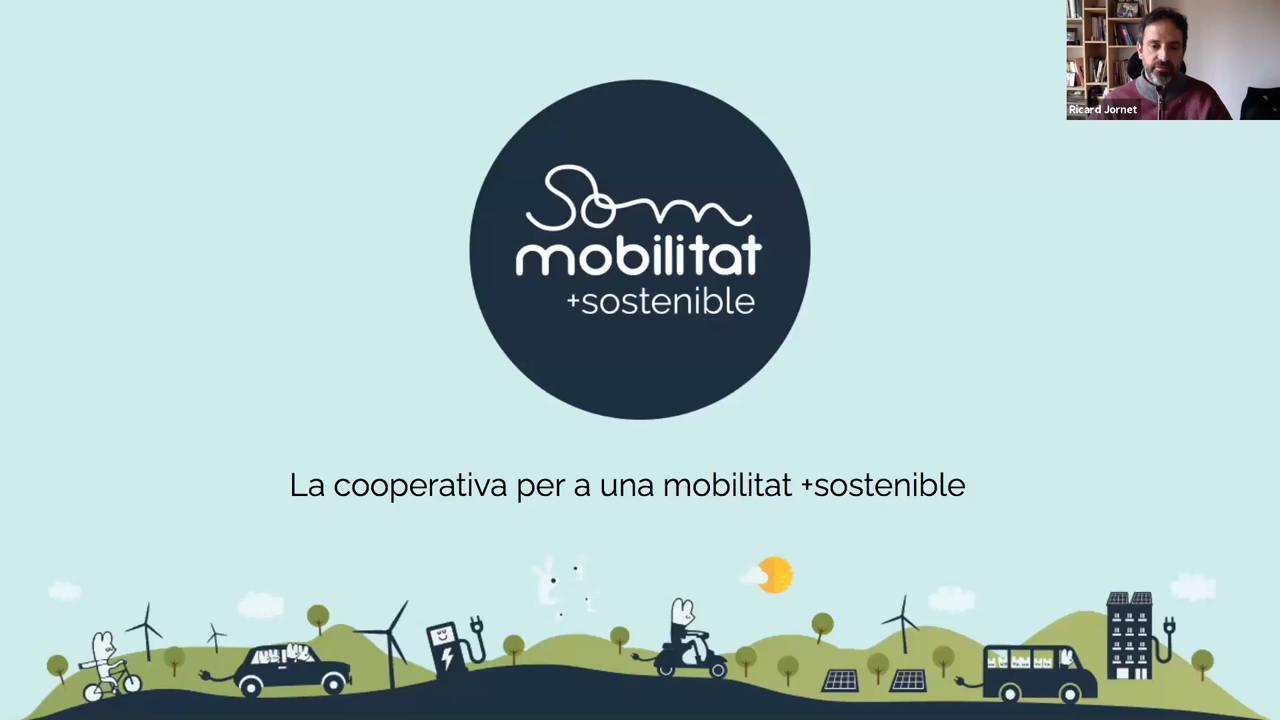 Ricard Jornet
Som
mobilitat
+sostenible
La cooperativa per a una mobilitat +sostenible